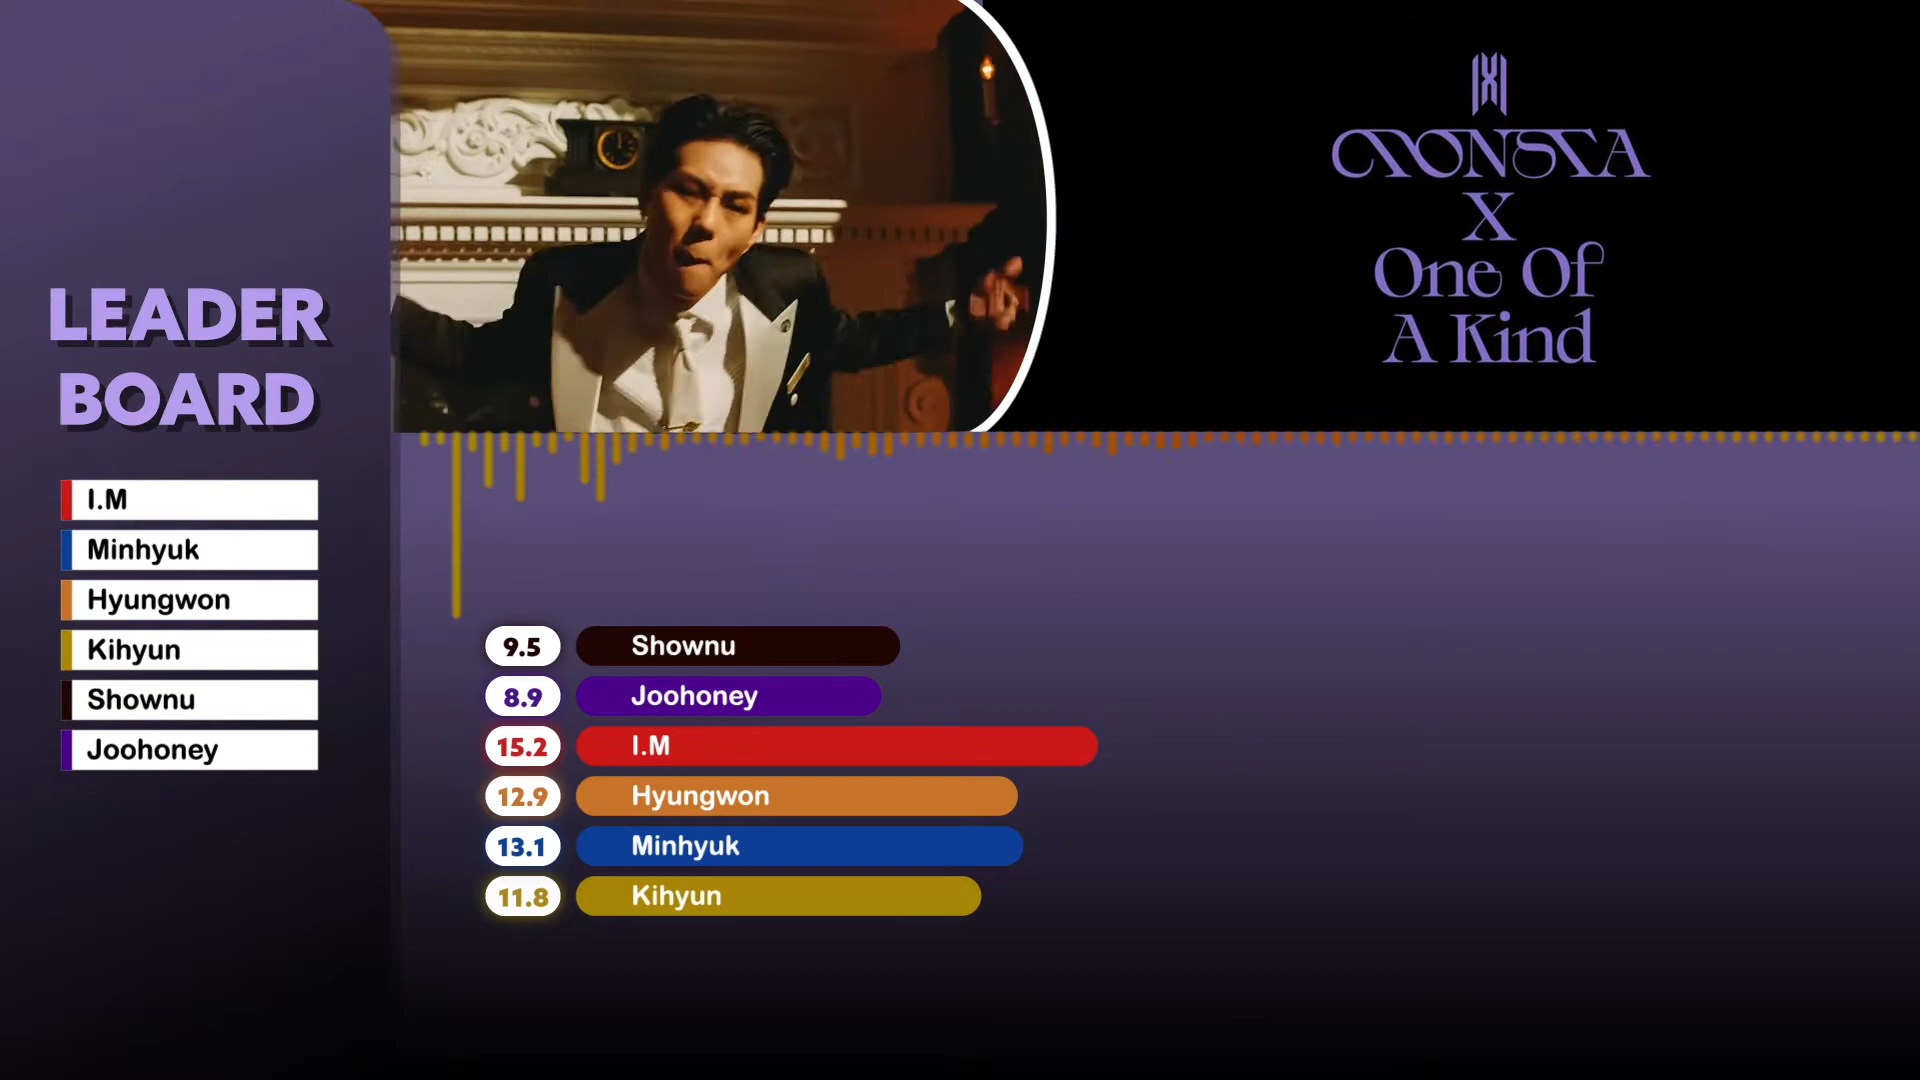 MONSTA
X
One Of
A Kind
LEADER
BOARD
I.M
Minhyuk
Hyungwon
Kihyun
Shownu
Joohoney
9.5 Shownu
8.9 Joohoney
15.2 I.M
12.9 Hyungwon
13.1 Minhyuk
11.8 Kihyun